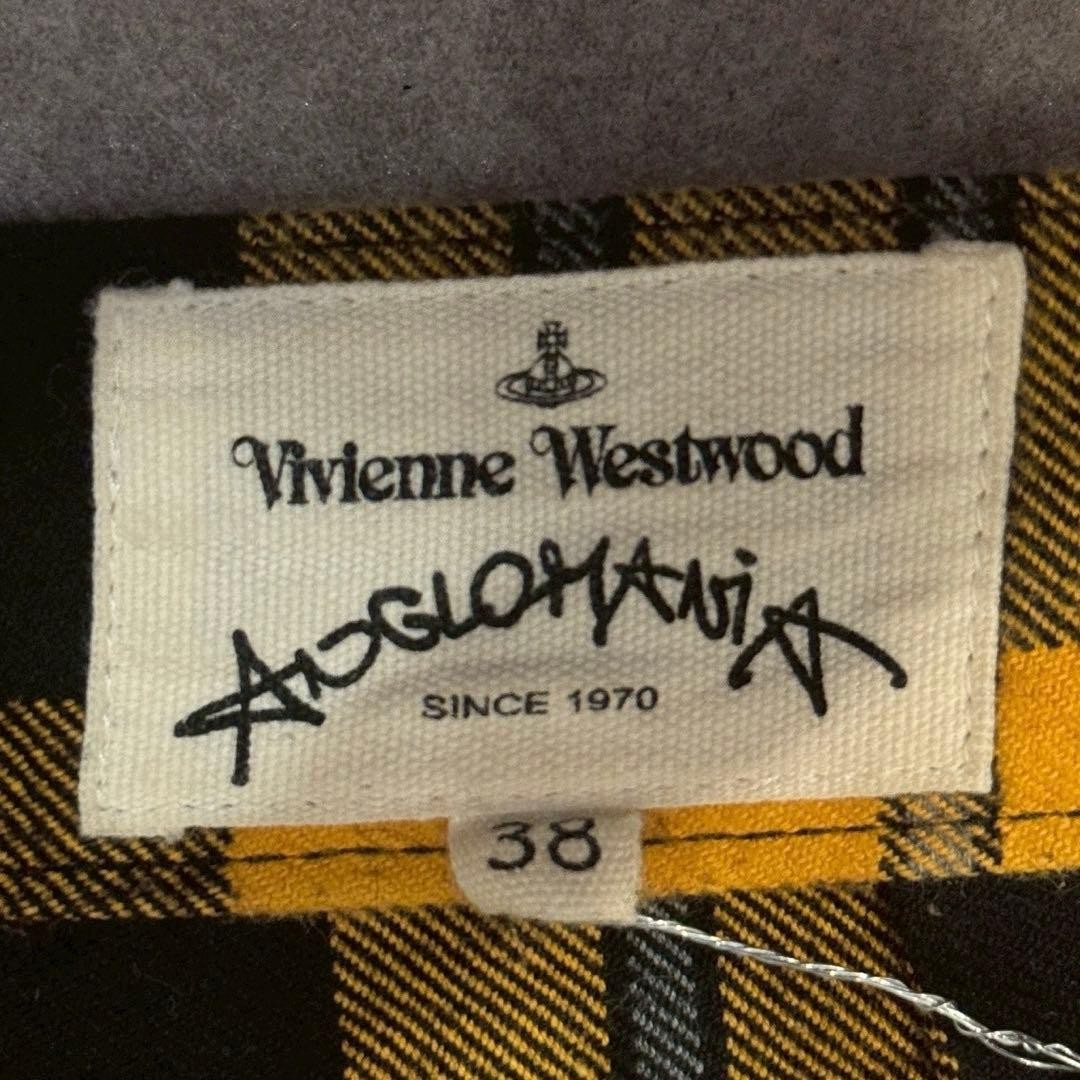 Vivienne Westwood
ANGLOMANiA
SINCE 1970
38